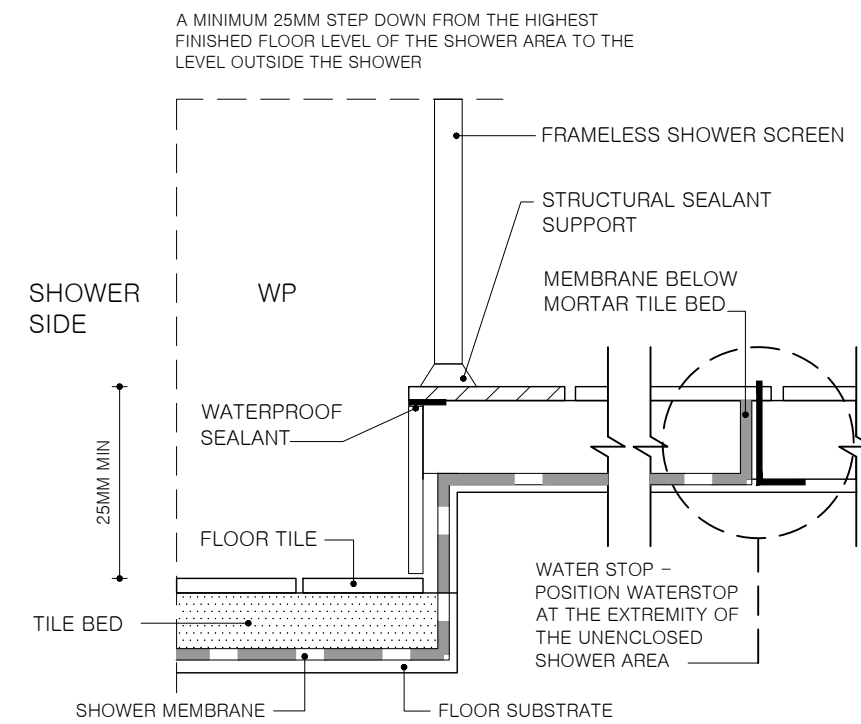 A MINIMUM 25MM STEP DOWN FROM THE HIGHEST
FINISHED FLOOR LEVEL OF THE SHOWER AREA TO THE
LEVEL OUTSIDE THE SHOWER
FRAMELESS SHOWER SCREEN
STRUCTURAL SEALANT
SUPPORT
MEMBRANE BELOW
MORTAR TILE BED
SHOWER
SIDE
WP
WATERPROOF
SEALANT
25MM MIN
FLOOR TILE
TILE BED
WATER STOP –
POSITION WATERSTOP
AT THE EXTREMITY OF
THE UNENCLOSED
SHOWER AREA
SHOWER MEMBRANE
FLOOR SUBSTRATE